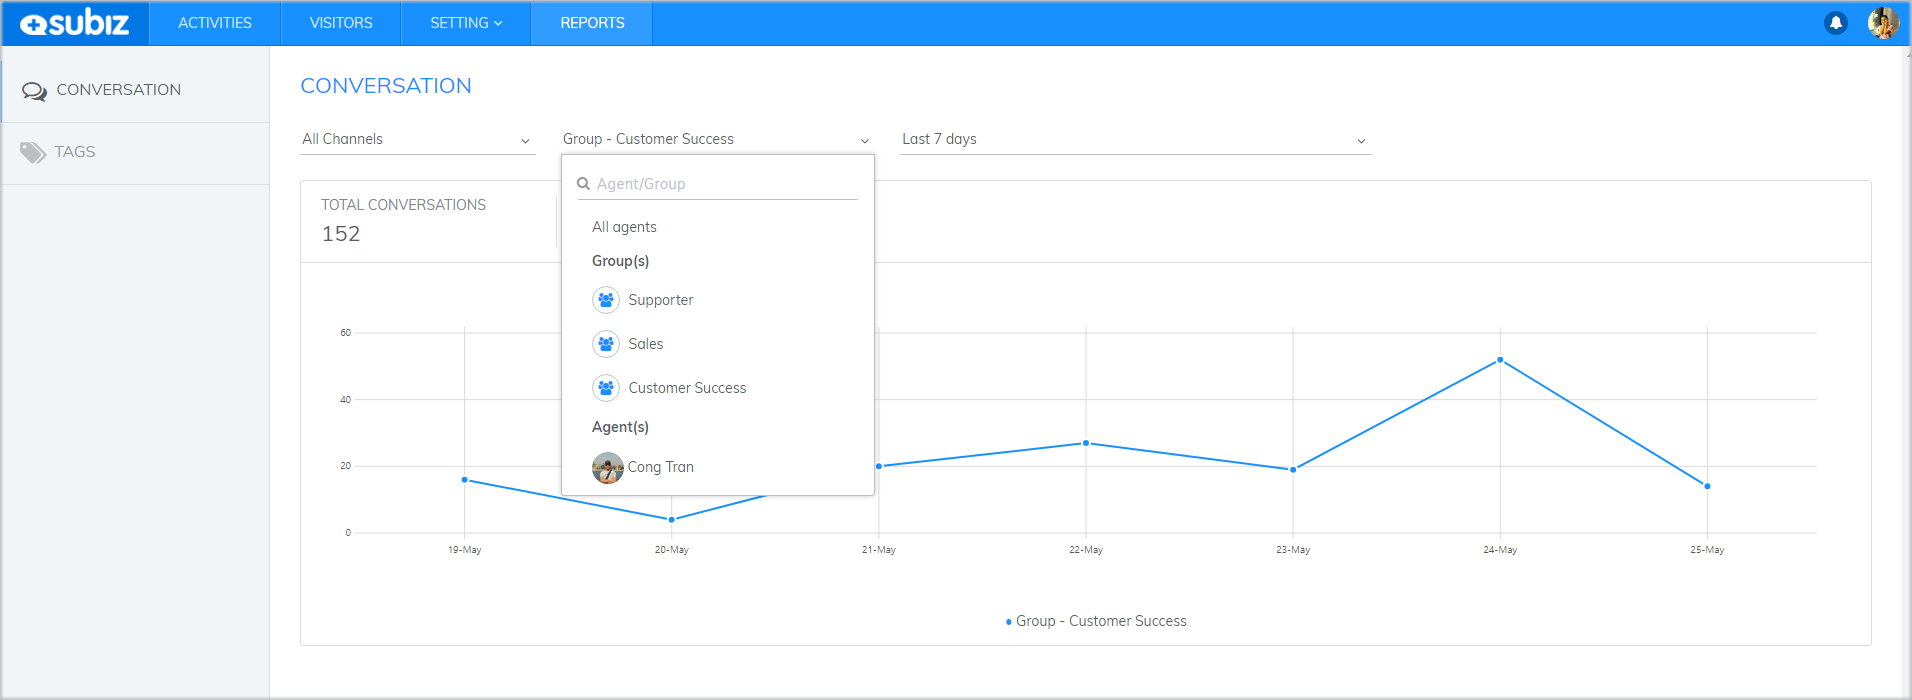 subiz
ACTIVITIES
VISITORS
SETTING
REPORTS
CONVERSATION
TAGS
CONVERSATION
All Channels
Group - Customer Success
Last 7 days
Agent/Group
All agents
Group(s)
Supporter
Sales
Customer Success
Agent(s)
Cong Tran
TOTAL CONVERSATIONS
152
60
40
20
0
19-May
20-May
21-May
22-May
23-May
24-May
25-May
Group - Customer Success